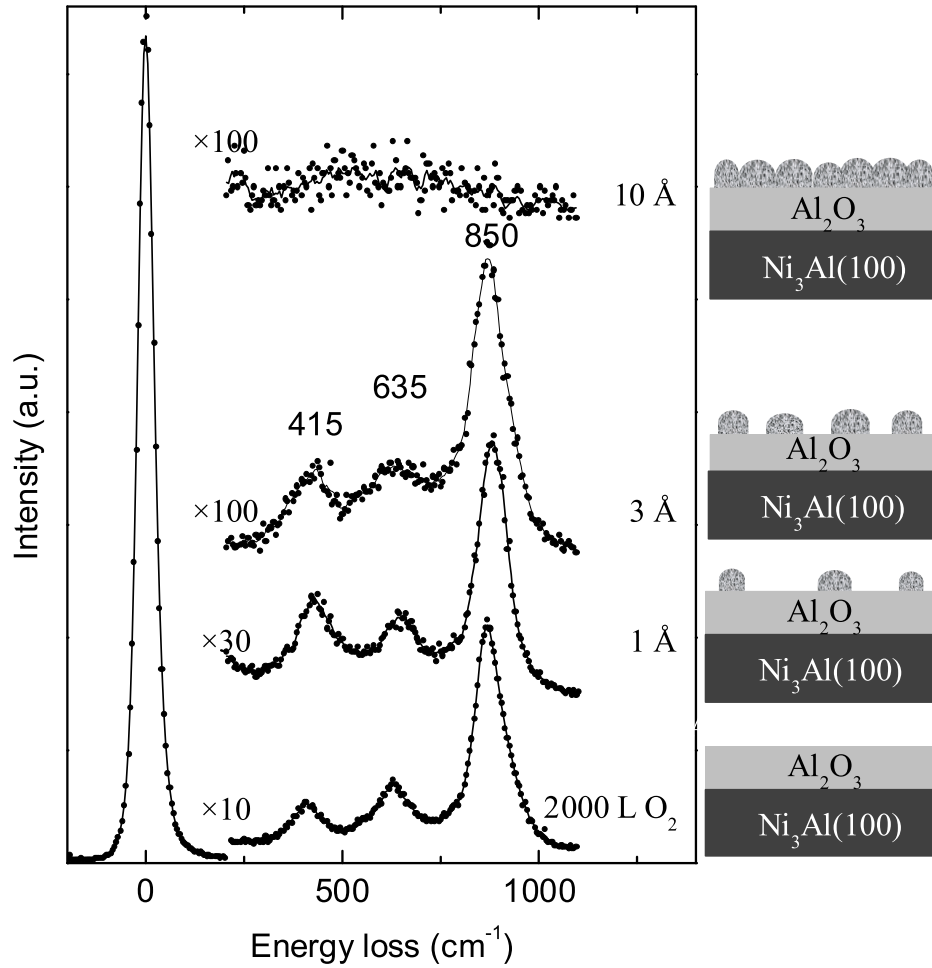 ×100
10 Å
850
635
415
×100
3 Å
×30
1 Å
×10
2000 L O₂
0
500
1000
Energy loss (cm⁻¹)
Intensity (a.u.)
Al₂O₃
Ni₃Al(100)
Al₂O₃
Ni₃Al(100)
Al₂O₃
Ni₃Al(100)
Al₂O₃
Ni₃Al(100)